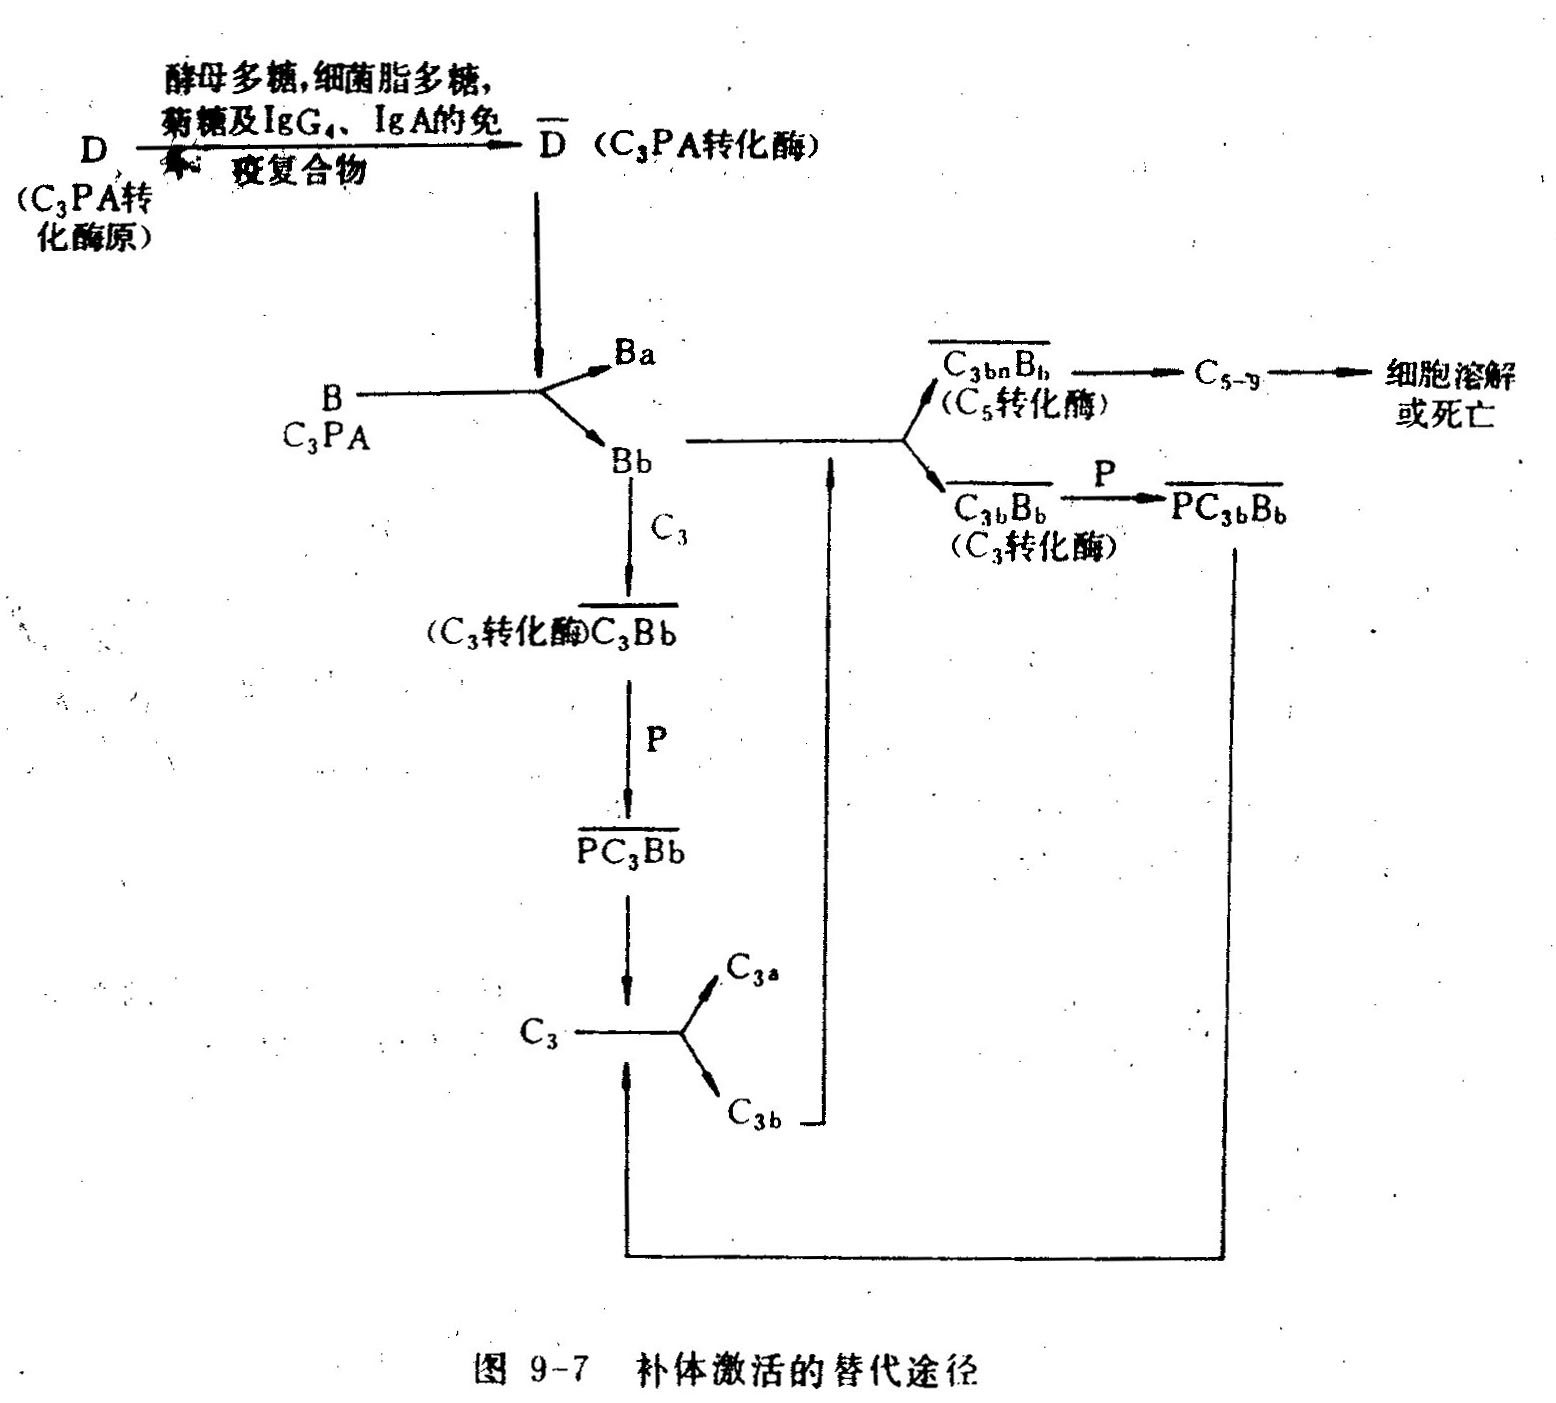 酵母多糖,细菌脂多糖,
菊糖及IgG₄、IgA的免
疫复合物
D
(C₃PA转
化酶原)
D̅ (C₃PA转化酶)
B
C₃PA
Ba
Bb
C₃bnBb
(C₅转化酶)
C₅₋₉
细胞溶解
或死亡
C₃bBb
(C₃转化酶)
P
PC₃bBb
C₃
(C₃转化酶)C₃Bb
P
PC₃Bb
C₃
C₃a
C₃b
图 9-7 补体激活的替代途径